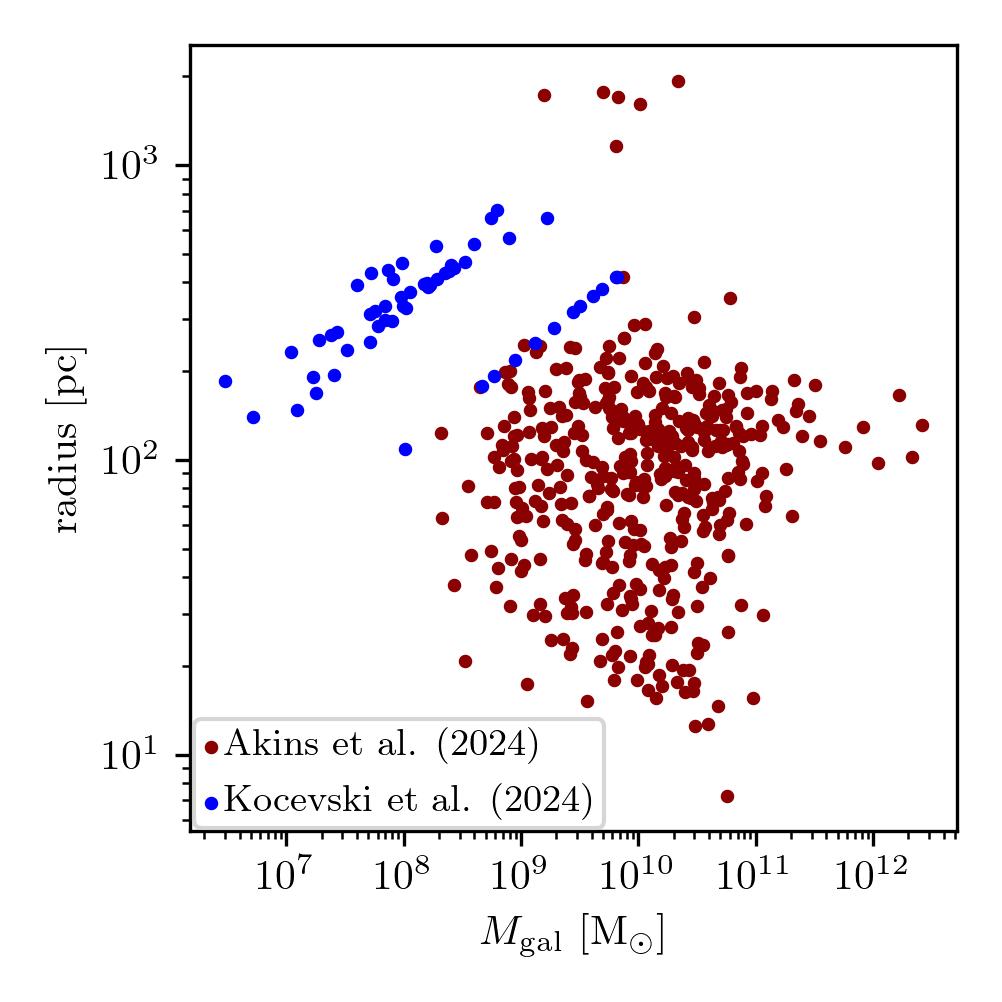 radius [pc]
10³
10²
10¹
Akins et al. (2024)
Kocevski et al. (2024)
10⁷ 10⁸ 10⁹ 10¹⁰ 10¹¹ 10¹²
M_gal [M_⊙]